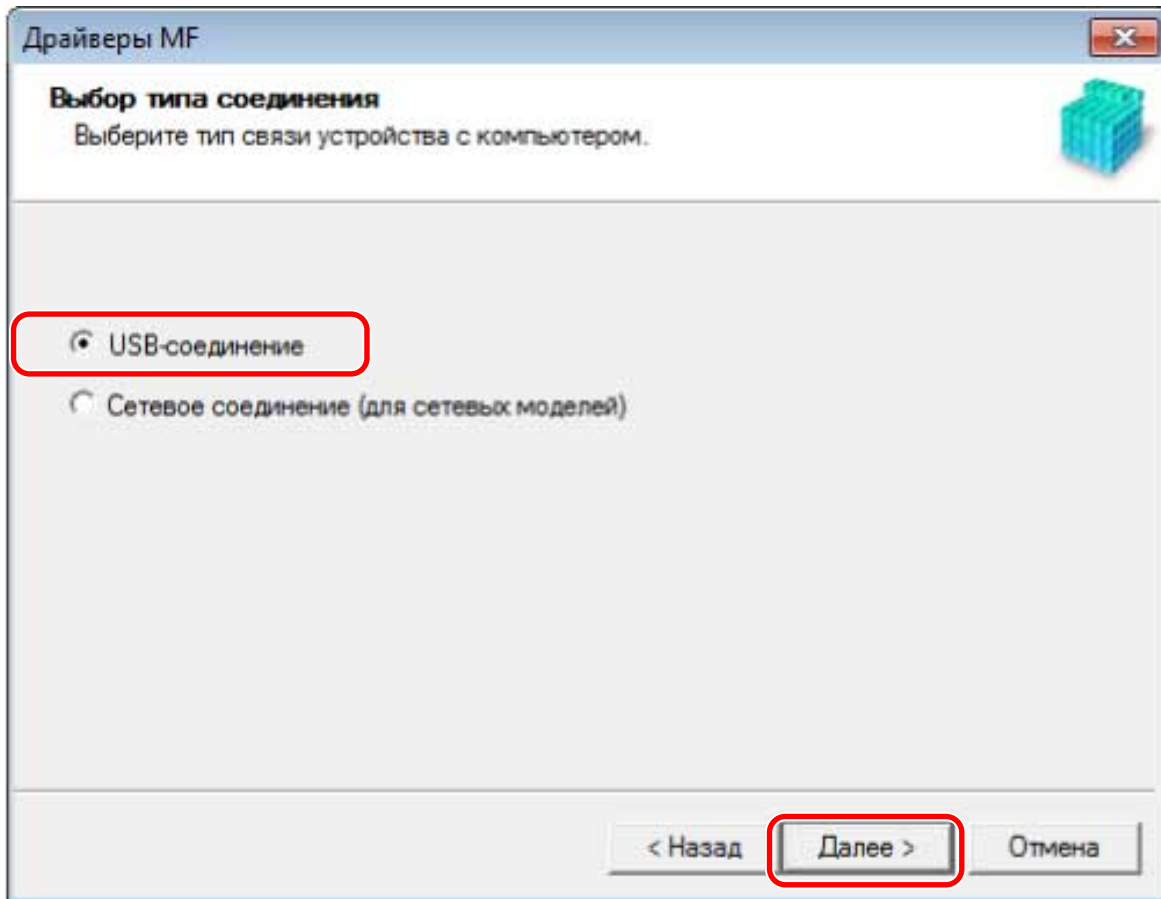 Драйверы MF
Выбор типа соединения
Выберите тип связи устройства с компьютером.
USB-соединение
Сетевое соединение (для сетевых моделей)
< Назад Далее > Отмена